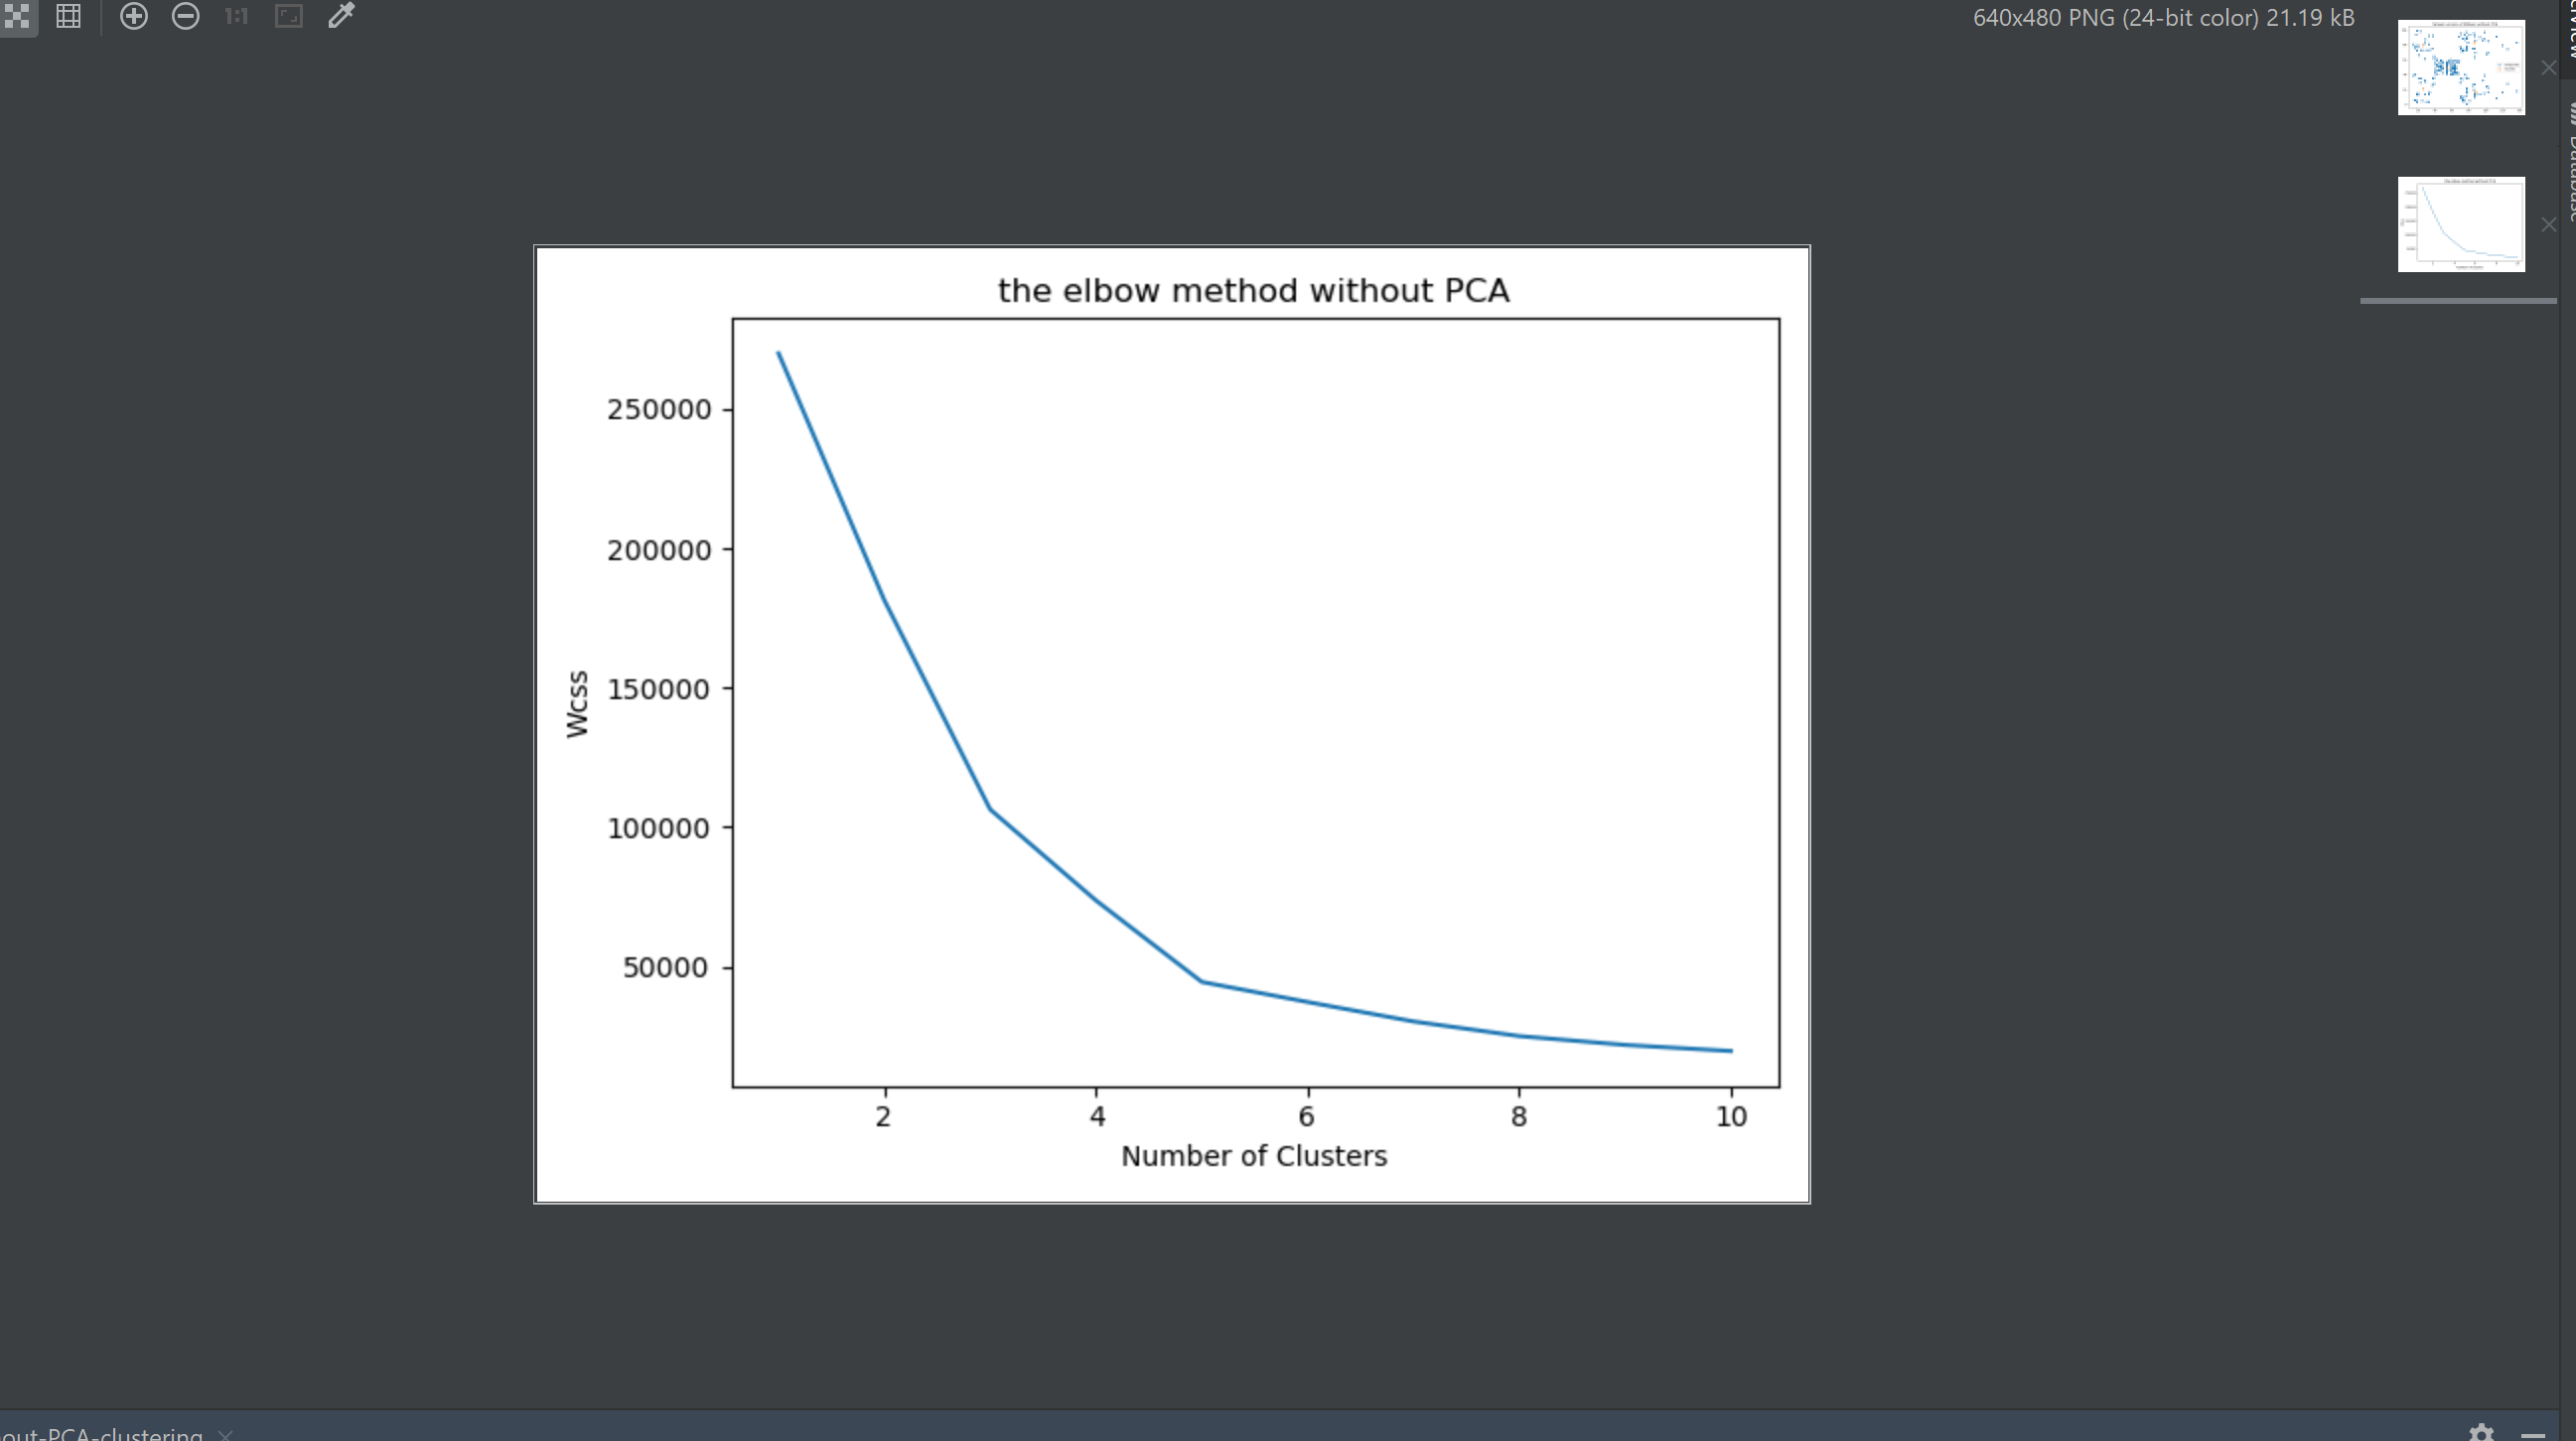 1:1
640x480 PNG (24-bit color) 21.19 kB
Database
the elbow method without PCA
250000
200000
150000
100000
50000
Wcss
2 4 6 8 10
Number of Clusters
out-PCA-clustering